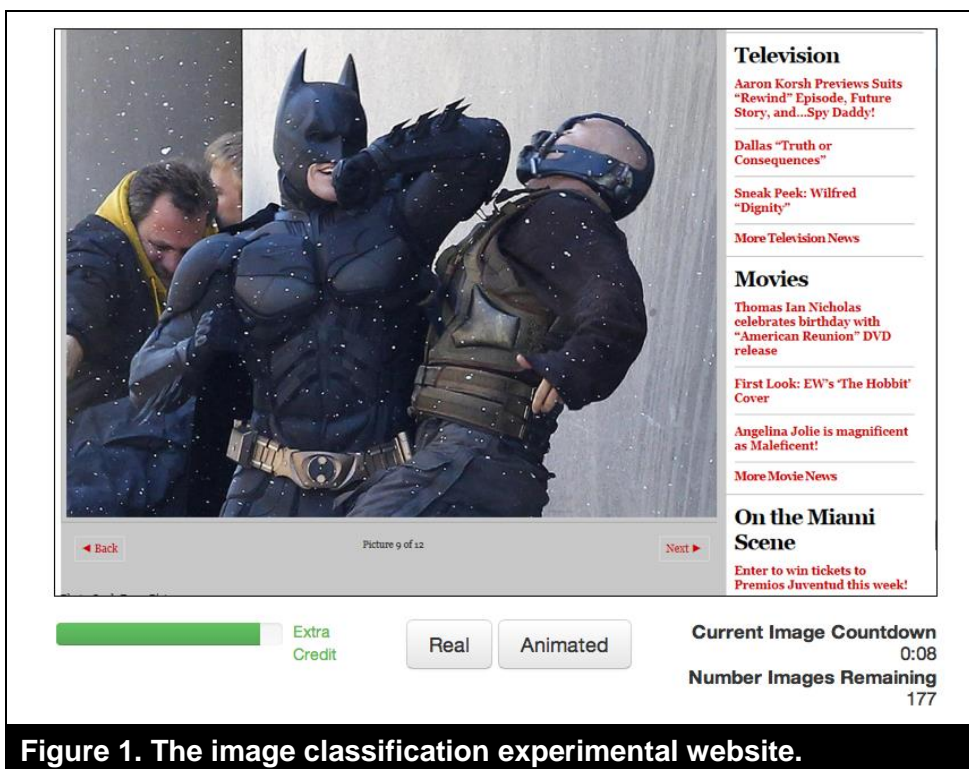 Television
Aaron Korsh Previews Suits
“Rewind” Episode, Future
Story, and...Spy Daddy!
Dallas “Truth or
Consequences”
Sneak Peek: Wilfred
“Dignity”
More Television News
Movies
Thomas Ian Nicholas
celebrates birthday with
“American Reunion” DVD
release
First Look: EW’s ‘The Hobbit’
Cover
Angelina Jolie is magnificent
as Maleficent!
More Movie News
On the Miami
Scene
Enter to win tickets to
Premios Juventud this week!
◄ Back
Picture 9 of 12
Next ►
Extra
Credit
Real
Animated
Current Image Countdown
0:08
Number Images Remaining
177
Figure 1. The image classification experimental website.